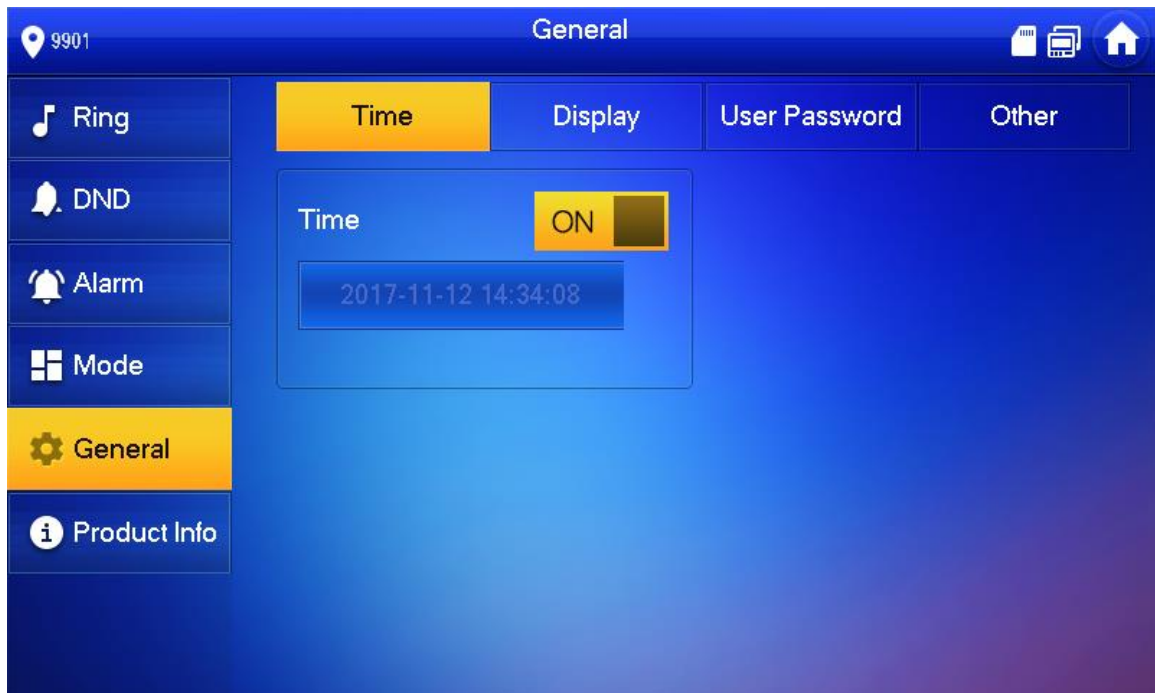 9901
General
Ring
DND
Alarm
Mode
General
Product Info
Time
Display
User Password
Other
Time
ON
2017-11-12 14:34:08